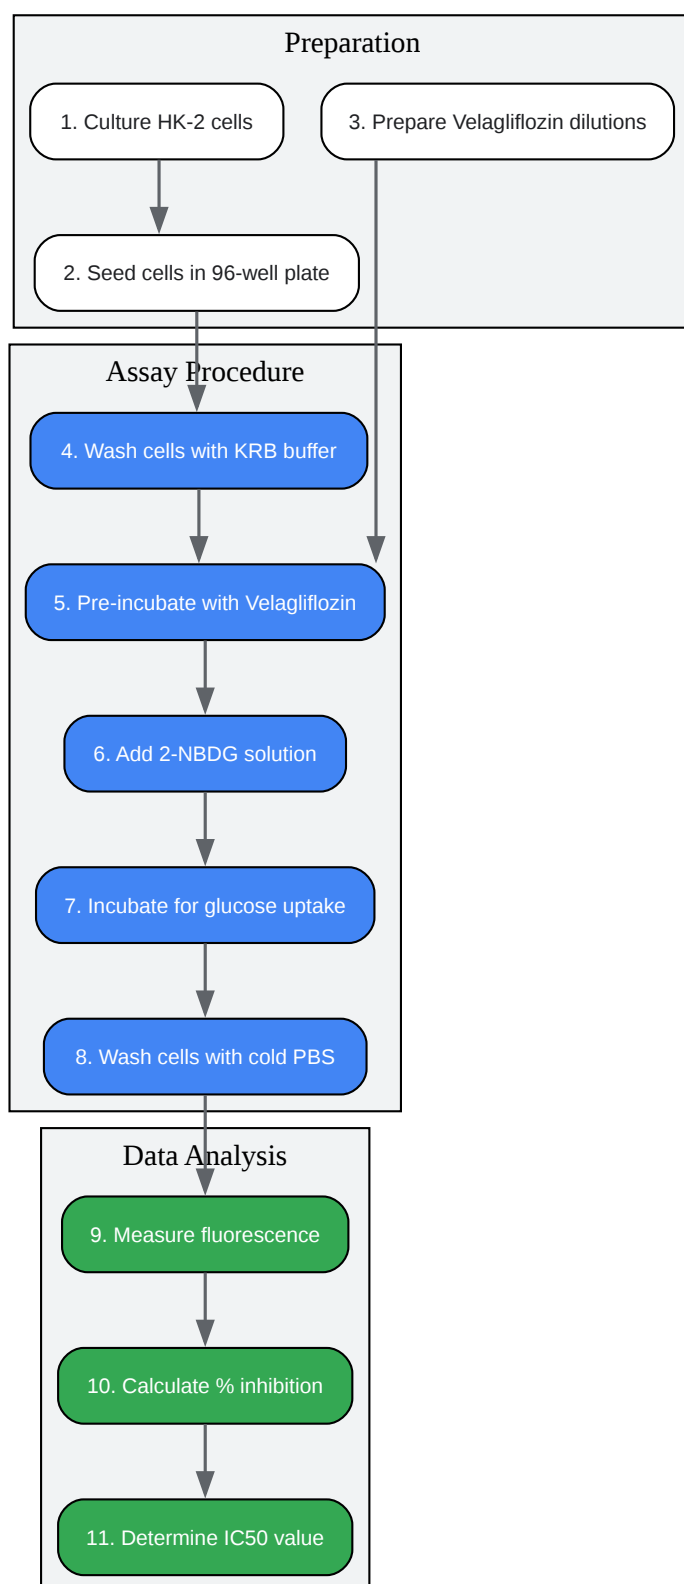 Preparation
1. Culture HK-2 cells
3. Prepare Velagliflozin dilutions
2. Seed cells in 96-well plate
Assay Procedure
4. Wash cells with KRB buffer
5. Pre-incubate with Velagliflozin
6. Add 2-NBDG solution
7. Incubate for glucose uptake
8. Wash cells with cold PBS
Data Analysis
9. Measure fluorescence
10. Calculate % inhibition
11. Determine IC50 value